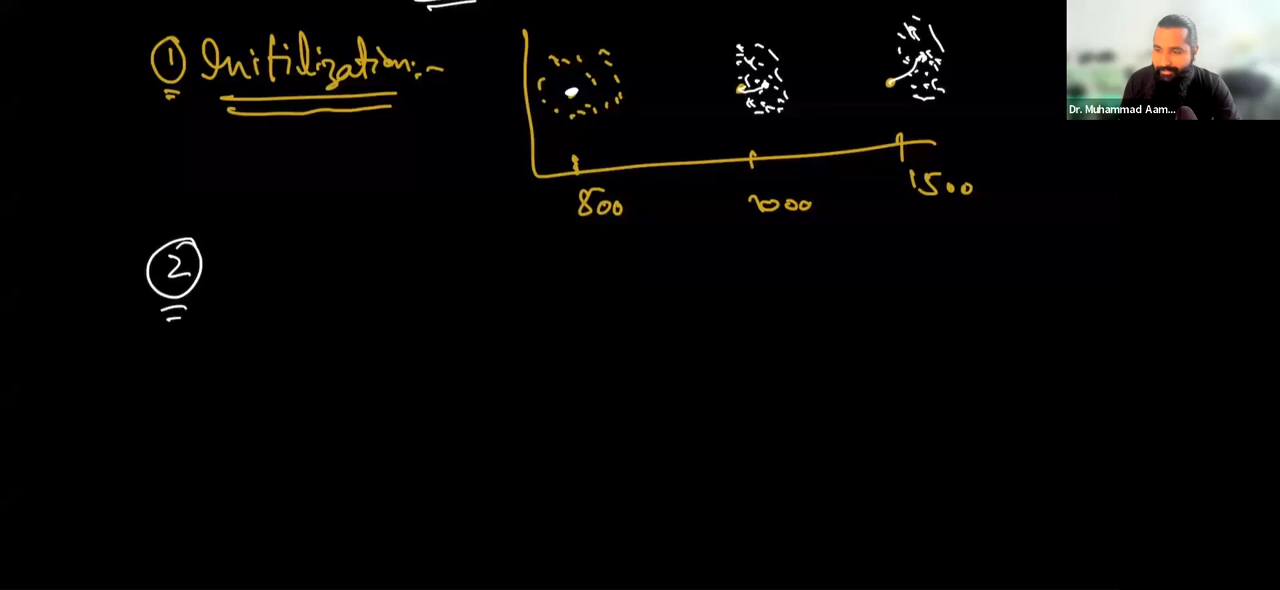 ① Initilization:-
800 1000 1500
②
Dr. Muhammad Aam...